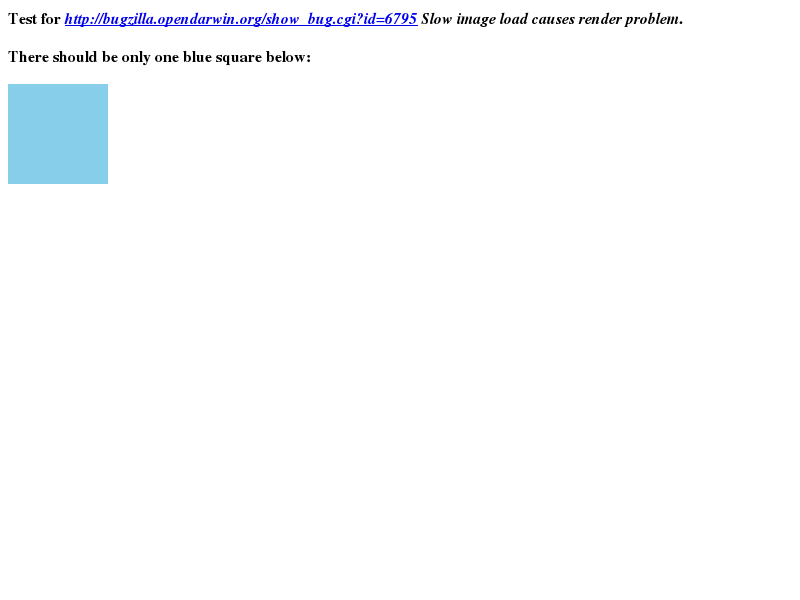 Test for http://bugzilla.opendarwin.org/show_bug.cgi?id=6795 Slow image load causes render problem.
There should be only one blue square below: